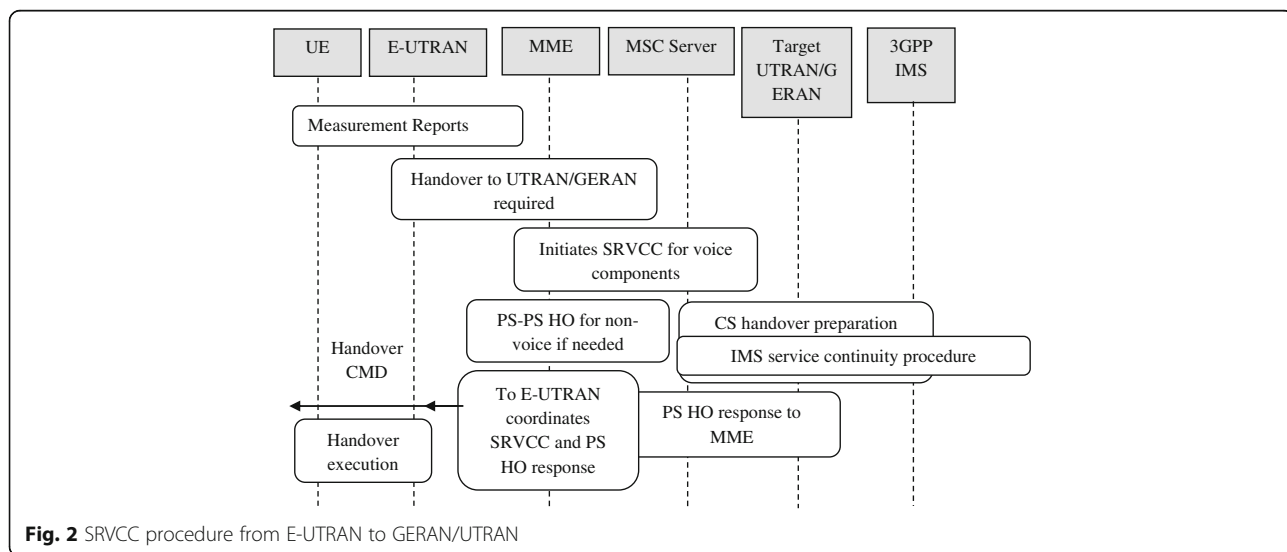 UE
E-UTRAN
MME
MSC Server
Target
UTRAN/G
ERAN
3GPP
IMS
Measurement Reports
Handover to UTRAN/GERAN
required
Initiates SRVCC for voice
components
PS-PS HO for non-
voice if needed
CS handover preparation
IMS service continuity procedure
Handover
CMD
To E-UTRAN
coordinates
SRVCC and PS
HO response
PS HO response to
MME
Handover
execution
Fig. 2 SRVCC procedure from E-UTRAN to GERAN/UTRAN